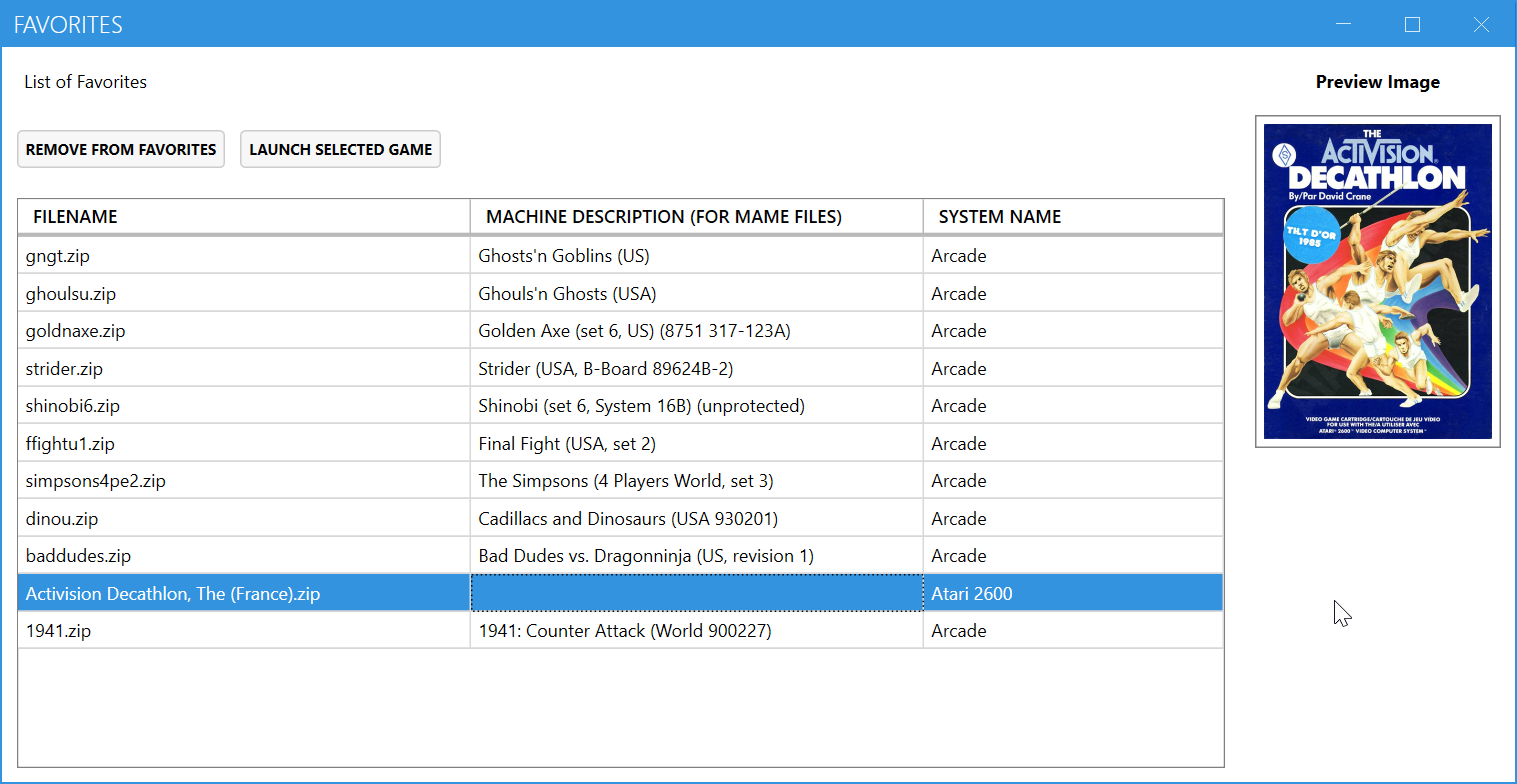 FAVORITES
List of Favorites
Preview Image
REMOVE FROM FAVORITES LAUNCH SELECTED GAME
FILENAME MACHINE DESCRIPTION (FOR MAME FILES) SYSTEM NAME
gngt.zip Ghosts'n Goblins (US) Arcade
ghoulsu.zip Ghouls'n Ghosts (USA) Arcade
goldnaxe.zip Golden Axe (set 6, US) (8751 317-123A) Arcade
strider.zip Strider (USA, B-Board 89624B-2) Arcade
shinobi6.zip Shinobi (set 6, System 16B) (unprotected) Arcade
ffightu1.zip Final Fight (USA, set 2) Arcade
simpsons4pe2.zip The Simpsons (4 Players World, set 3) Arcade
dinou.zip Cadillacs and Dinosaurs (USA 930201) Arcade
baddudes.zip Bad Dudes vs. Dragonninja (US, revision 1) Arcade
Activision Decathlon, The (France).zip Atari 2600
1941.zip 1941: Counter Attack (World 900227) Arcade
THE
ACTIVISION®
DECATHLON
By/Par David Crane
TILT D'OR
1985
VIDEO GAME CARTRIDGE/CARTOUCHE DE JEU VIDEO
FOR USE WITH THE/A UTILISER AVEC
ATARI® 2600™ VIDEO COMPUTER SYSTEM™